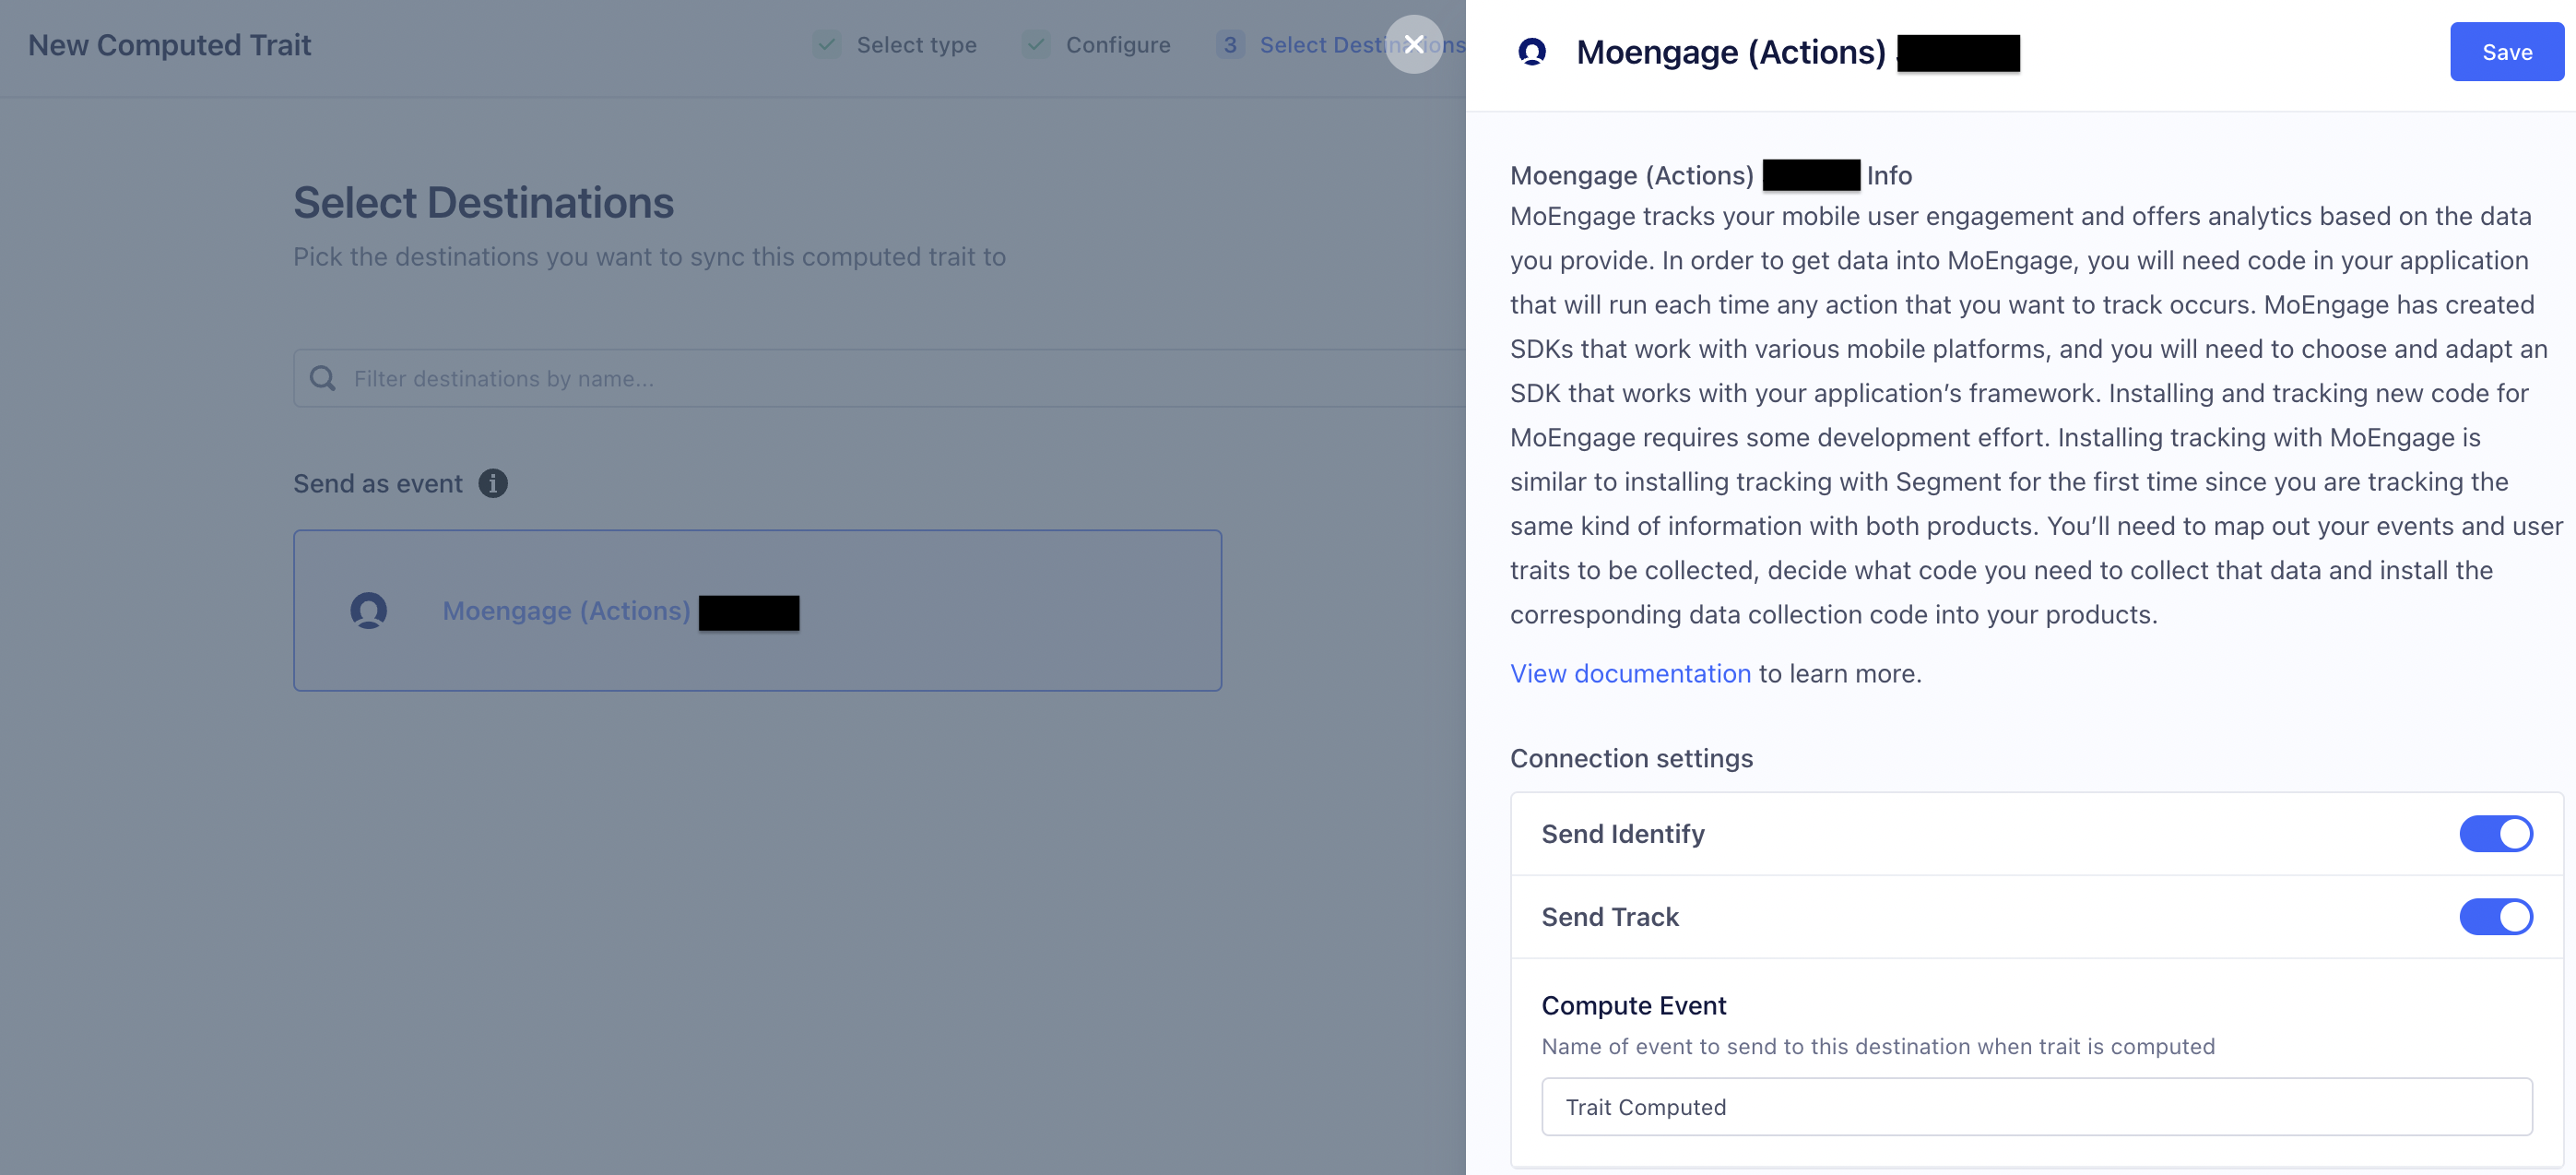 New Computed Trait
Select type
Configure
3 Select Destinations
Select Destinations
Pick the destinations you want to sync this computed trait to
Filter destinations by name...
Send as event
Moengage (Actions)
Moengage (Actions)
Save
Moengage (Actions) Info
MoEngage tracks your mobile user engagement and offers analytics based on the data
you provide. In order to get data into MoEngage, you will need code in your application
that will run each time any action that you want to track occurs. MoEngage has created
SDKs that work with various mobile platforms, and you will need to choose and adapt an
SDK that works with your application’s framework. Installing and tracking new code for
MoEngage requires some development effort. Installing tracking with MoEngage is
similar to installing tracking with Segment for the first time since you are tracking the
same kind of information with both products. You’ll need to map out your events and user
traits to be collected, decide what code you need to collect that data and install the
corresponding data collection code into your products.
View documentation to learn more.
Connection settings
Send Identify
Send Track
Compute Event
Name of event to send to this destination when trait is computed
Trait Computed